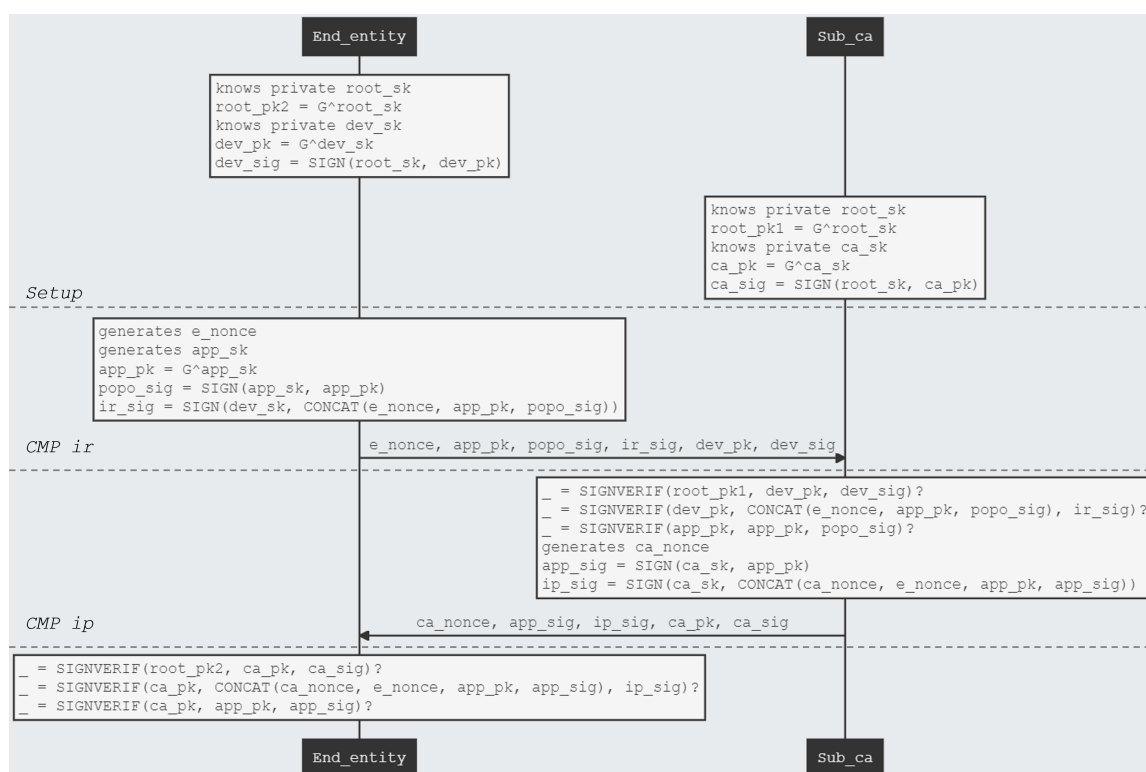 End_entity
Sub_ca
knows private root_sk
root_pk2 = G^root_sk
knows private dev_sk
dev_pk = G^dev_sk
dev_sig = SIGN(root_sk, dev_pk)
knows private root_sk
root_pk1 = G^root_sk
knows private ca_sk
ca_pk = G^ca_sk
ca_sig = SIGN(root_sk, ca_pk)
Setup
generates e_nonce
generates app_sk
app_pk = G^app_sk
popo_sig = SIGN(app_sk, app_pk)
ir_sig = SIGN(dev_sk, CONCAT(e_nonce, app_pk, popo_sig))
CMP ir
e_nonce, app_pk, popo_sig, ir_sig, dev_pk, dev_sig
_ = SIGNVERIF(root_pk1, dev_pk, dev_sig)?
_ = SIGNVERIF(dev_pk, CONCAT(e_nonce, app_pk, popo_sig), ir_sig)?
_ = SIGNVERIF(app_pk, app_pk, popo_sig)?
generates ca_nonce
app_sig = SIGN(ca_sk, app_pk)
ip_sig = SIGN(ca_sk, CONCAT(ca_nonce, e_nonce, app_pk, app_sig))
CMP ip
ca_nonce, app_sig, ip_sig, ca_pk, ca_sig
_ = SIGNVERIF(root_pk2, ca_pk, ca_sig)?
_ = SIGNVERIF(ca_pk, CONCAT(ca_nonce, e_nonce, app_pk, app_sig), ip_sig)?
_ = SIGNVERIF(ca_pk, app_pk, app_sig)?
End_entity
Sub_ca